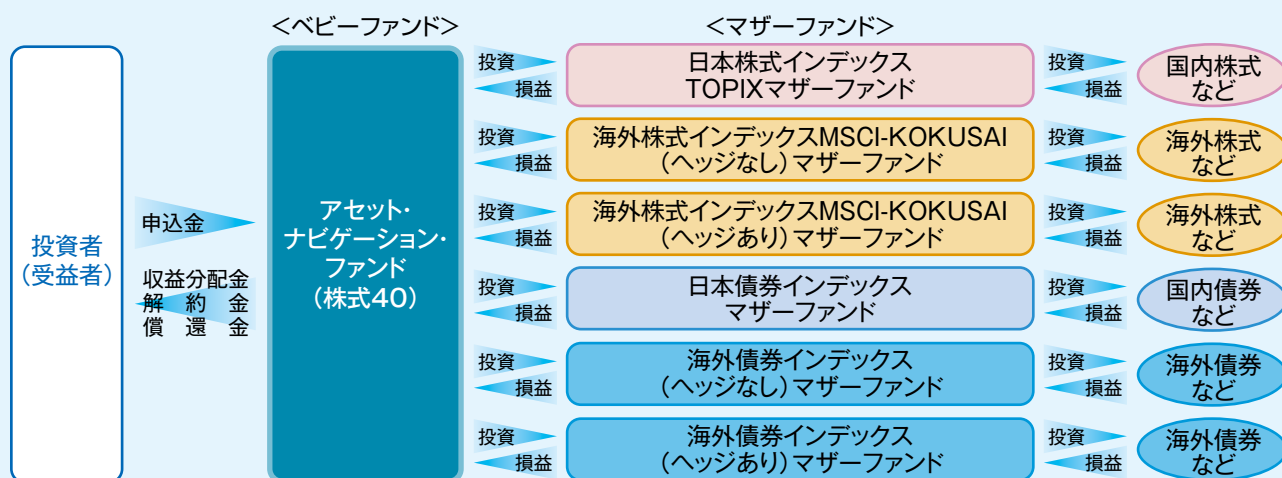 <ベビーファンド>
<マザーファンド>
投資者
(受益者)
申込金
収益分配金
解約金
償還金
アセット・
ナビゲーション・
ファンド
(株式40)
投資
損益
日本株式インデックス
TOPIXマザーファンド
投資
損益
国内株式
など
投資
損益
海外株式インデックスMSCI-KOKUSAI
(ヘッジなし)マザーファンド
投資
損益
海外株式
など
投資
損益
海外株式インデックスMSCI-KOKUSAI
(ヘッジあり)マザーファンド
投資
損益
海外株式
など
投資
損益
日本債券インデックス
マザーファンド
投資
損益
国内債券
など
投資
損益
海外債券インデックス
(ヘッジなし)マザーファンド
投資
損益
海外債券
など
投資
損益
海外債券インデックス
(ヘッジあり)マザーファンド
投資
損益
海外債券
など